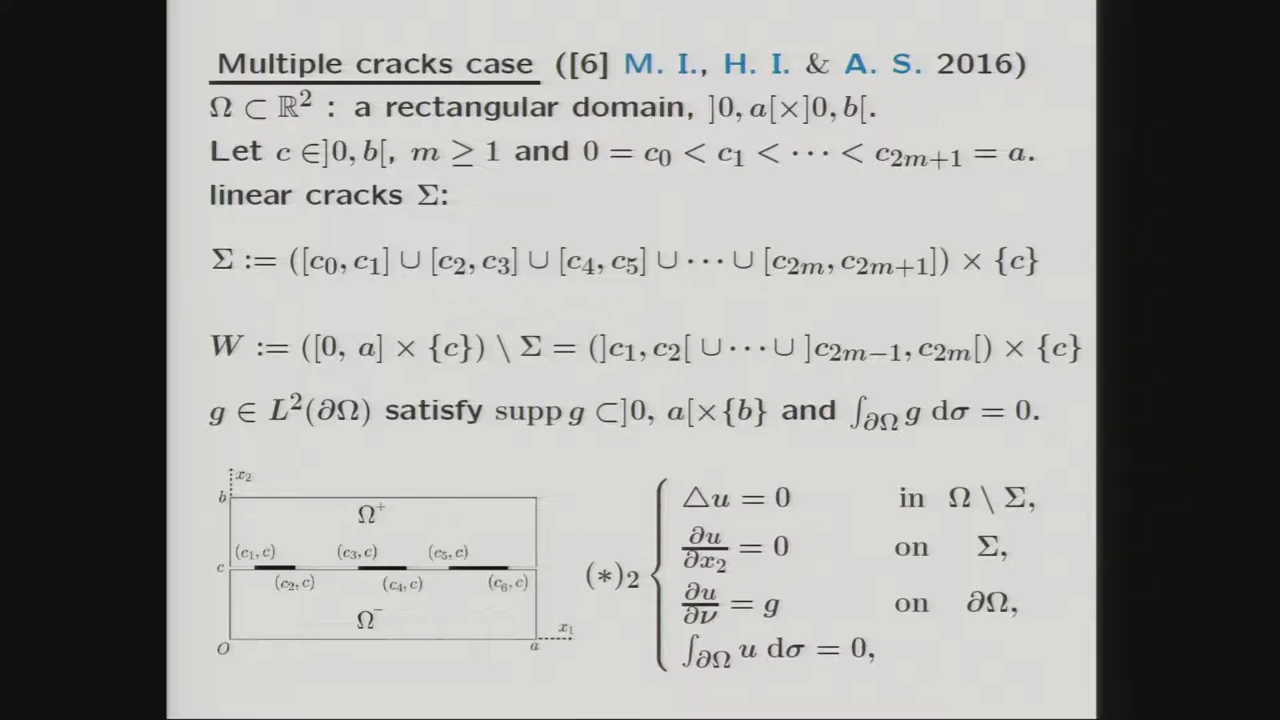 Multiple cracks case ([6] M. I., H. I. & A. S. 2016)
Ω ⊂ ℝ² : a rectangular domain, ]0, a[×]0, b[.
Let c ∈]0, b[, m ≥ 1 and 0 = c₀ < c₁ < ⋯ < c₂ₘ₊₁ = a.
linear cracks Σ:
Σ := ([c₀, c₁] ∪ [c₂, c₃] ∪ [c₄, c₅] ∪ ⋯ ∪ [c₂ₘ, c₂ₘ₊₁]) × {c}
W := ([0, a] × {c}) \ Σ = (]c₁, c₂[ ∪ ⋯ ∪ ]c₂ₘ₋₁, c₂ₘ[) × {c}
g ∈ L²(∂Ω) satisfy supp g ⊂]0, a[×{b} and ∫_{∂Ω} g dσ = 0.
x₂
b
Ω⁺
(c₁, c) (c₃, c) (c₅, c)
c
(c₂, c) (c₄, c) (c₆, c)
Ω⁻
x₁
O a
(∗)₂
△u = 0 in Ω \ Σ,
∂u/∂x₂ = 0 on Σ,
∂u/∂ν = g on ∂Ω,
∫_{∂Ω} u dσ = 0,